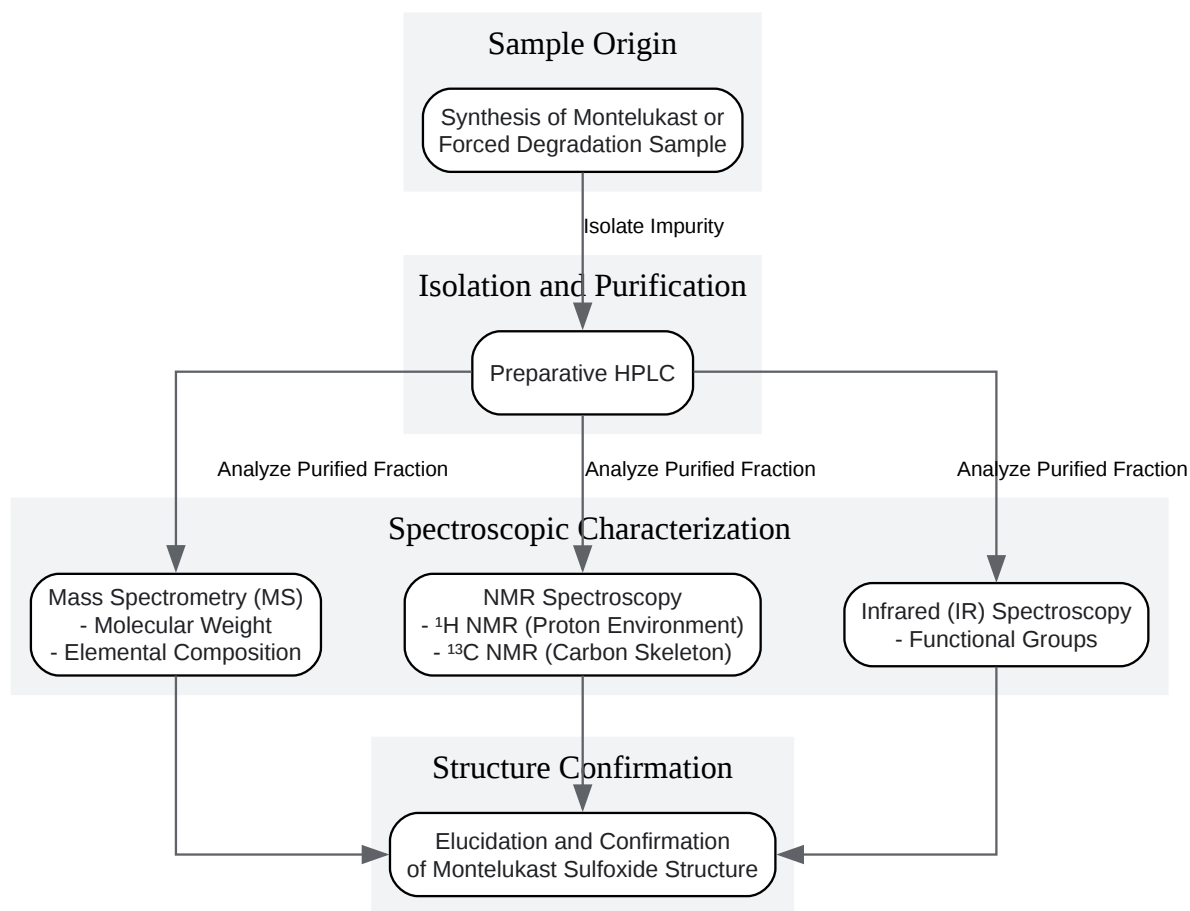 Sample Origin
Synthesis of Montelukast or
Forced Degradation Sample
Isolate Impurity
Isolation and Purification
Preparative HPLC
Analyze Purified Fraction
Analyze Purified Fraction
Analyze Purified Fraction
Spectroscopic Characterization
Mass Spectrometry (MS)
- Molecular Weight
- Elemental Composition
NMR Spectroscopy
- ¹H NMR (Proton Environment)
- ¹³C NMR (Carbon Skeleton)
Infrared (IR) Spectroscopy
- Functional Groups
Structure Confirmation
Elucidation and Confirmation
of Montelukast Sulfoxide Structure